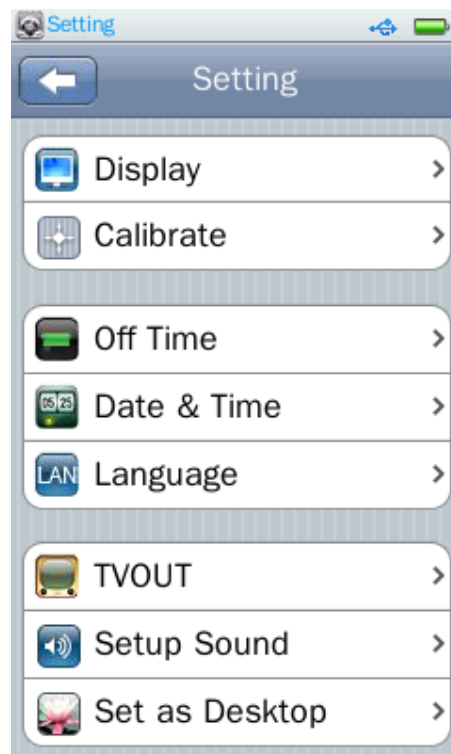 Setting
Setting
Display
Calibrate
Off Time
05 25
Date & Time
LAN
Language
TVOUT
Setup Sound
Set as Desktop